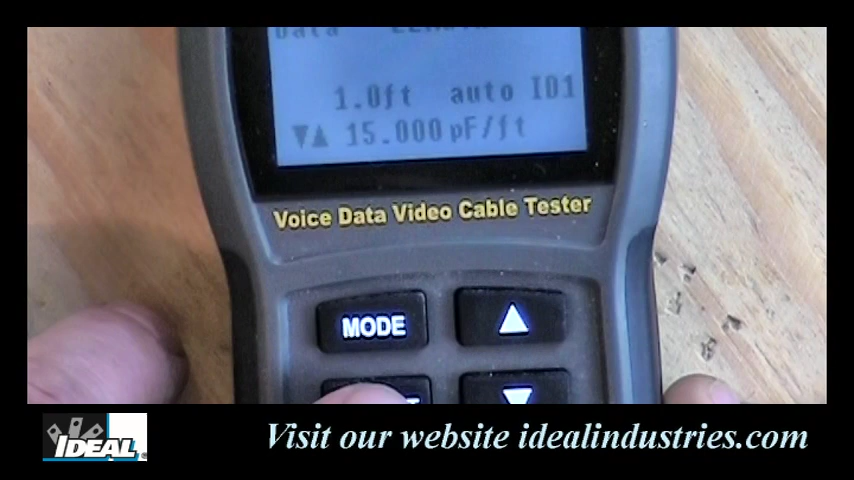 Data
1.0ft auto ID1
▼▲ 15.000 pF/ft
Voice Data Video Cable Tester
MODE ▲
▼
IDEAL® Visit our website idealindustries.com